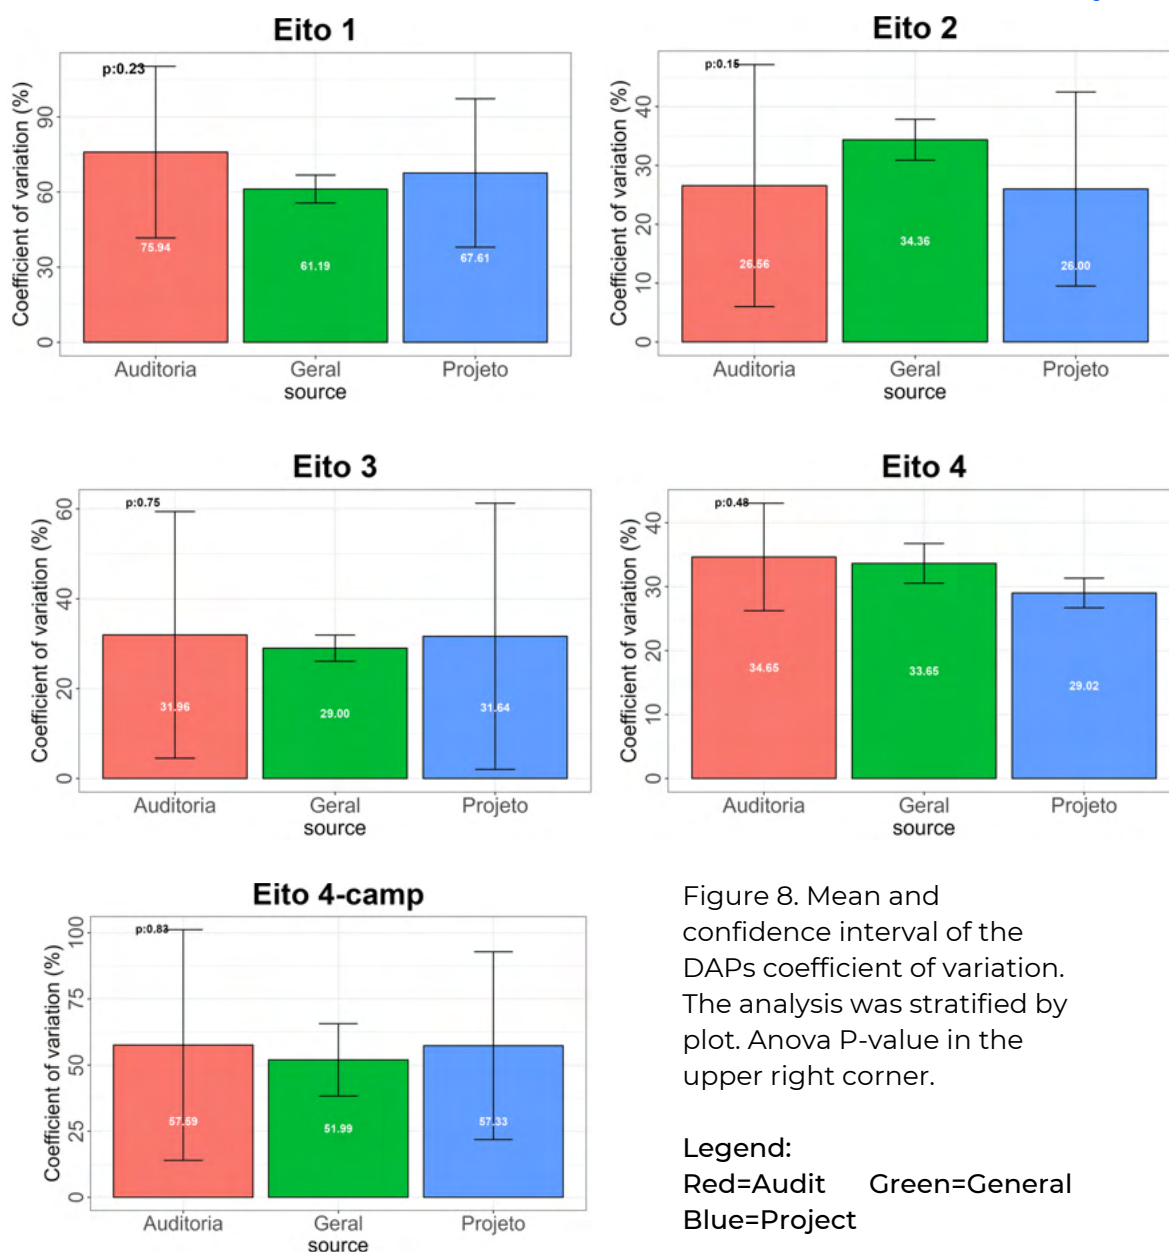 Eito 1
p:0.23
Coefficient of variation (%)
90
60
30
0
75.94
61.19
67.61
Auditoria Geral Projeto
source
Eito 2
p:0.15
Coefficient of variation (%)
40
30
20
10
0
26.56
34.36
26.00
Auditoria Geral Projeto
source
Eito 3
p:0.75
Coefficient of variation (%)
60
40
20
0
31.96
29.00
31.64
Auditoria Geral Projeto
source
Eito 4
p:0.48
Coefficient of variation (%)
40
30
20
10
0
34.65
33.65
29.02
Auditoria Geral Projeto
source
Eito 4-camp
p:0.83
Coefficient of variation (%)
100
75
50
25
0
57.59
51.99
57.33
Auditoria Geral Projeto
source
Figure 8. Mean and
confidence interval of the
DAPs coefficient of variation.
The analysis was stratified by
plot. Anova P-value in the
upper right corner.
Legend:
Red=Audit Green=General
Blue=Project